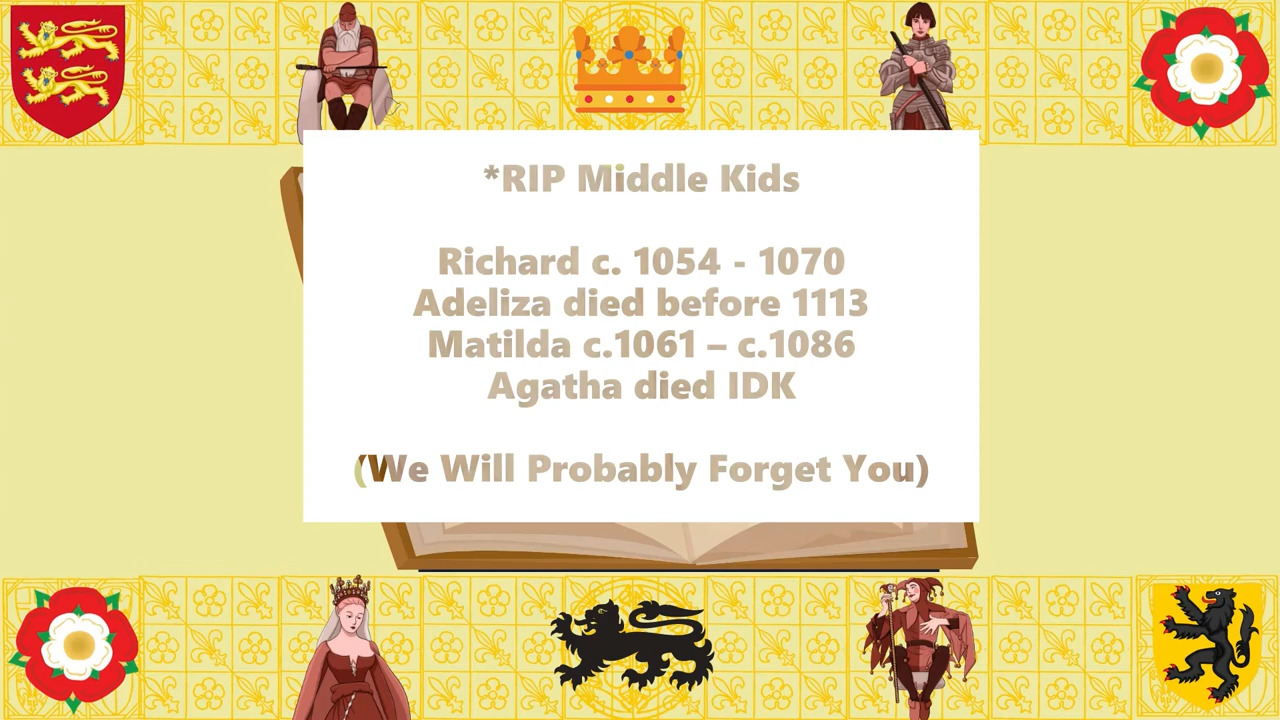 *RIP Middle Kids
Richard c. 1054 - 1070
Adeliza died before 1113
Matilda c.1061 – c.1086
Agatha died IDK
(We Will Probably Forget You)